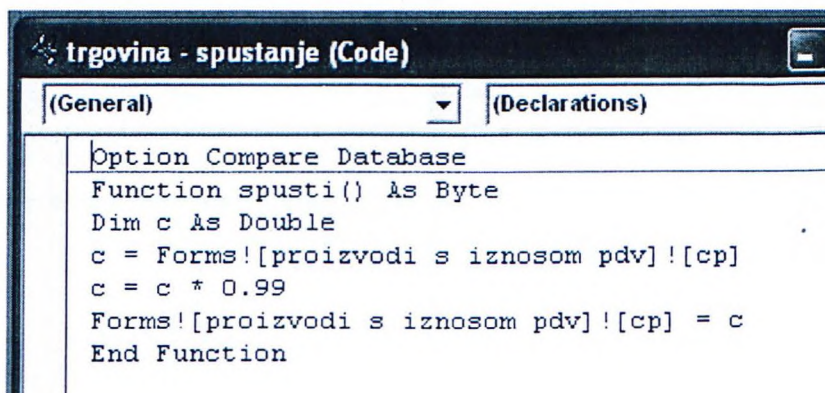 trgovina - spustanje (Code)
(General) (Declarations)
Option Compare Database
Function spusti() As Byte
Dim c As Double
c = Forms![proizvodi s iznosom pdv]![cp]
c = c * 0.99
Forms![proizvodi s iznosom pdv]![cp] = c
End Function